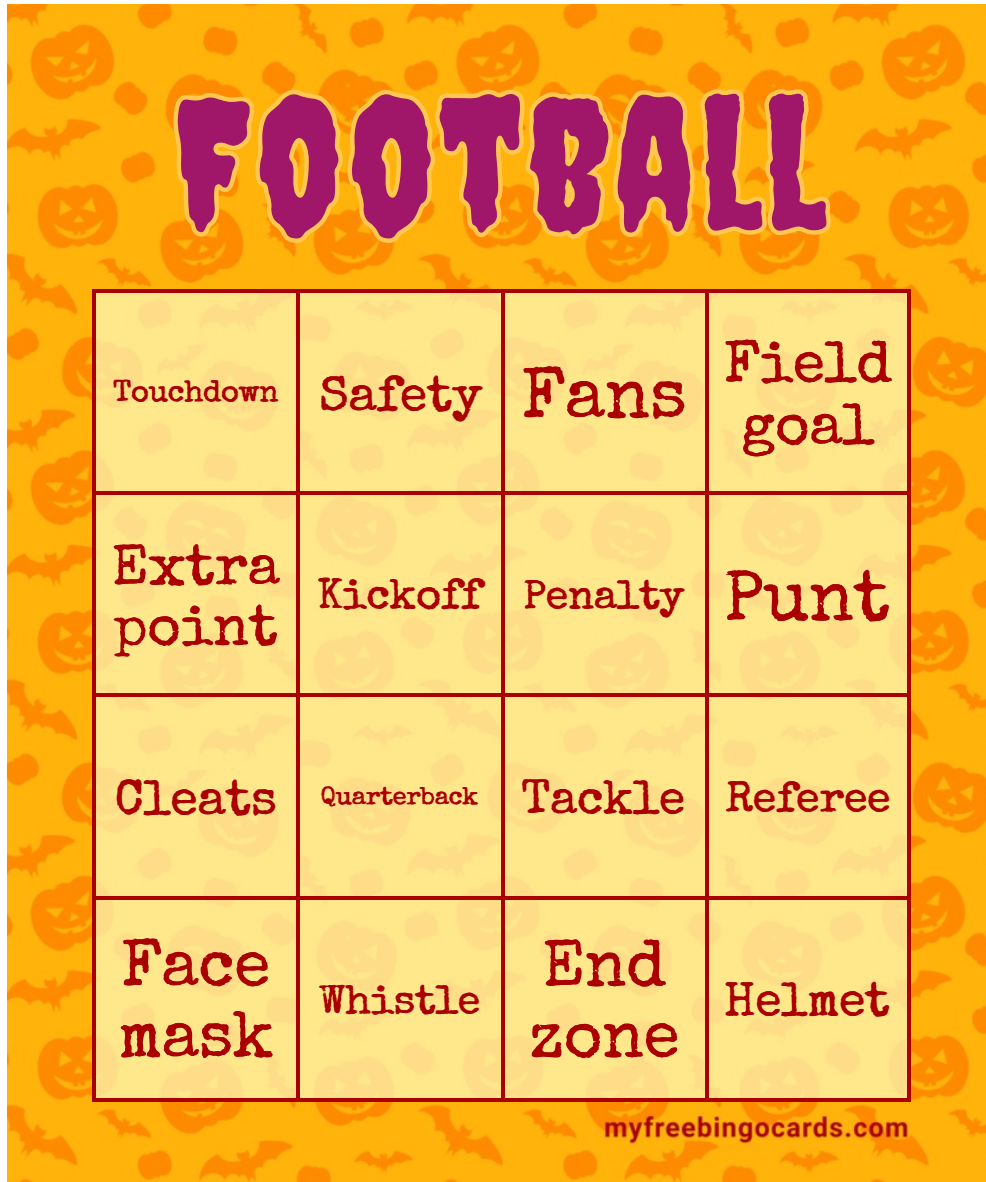 FOOTBALL
Touchdown
Safety
Fans
Field
goal
Extra
point
Kickoff
Penalty
Punt
Cleats
Quarterback
Tackle
Referee
Face
mask
Whistle
End
zone
Helmet
myfreebingocards.com